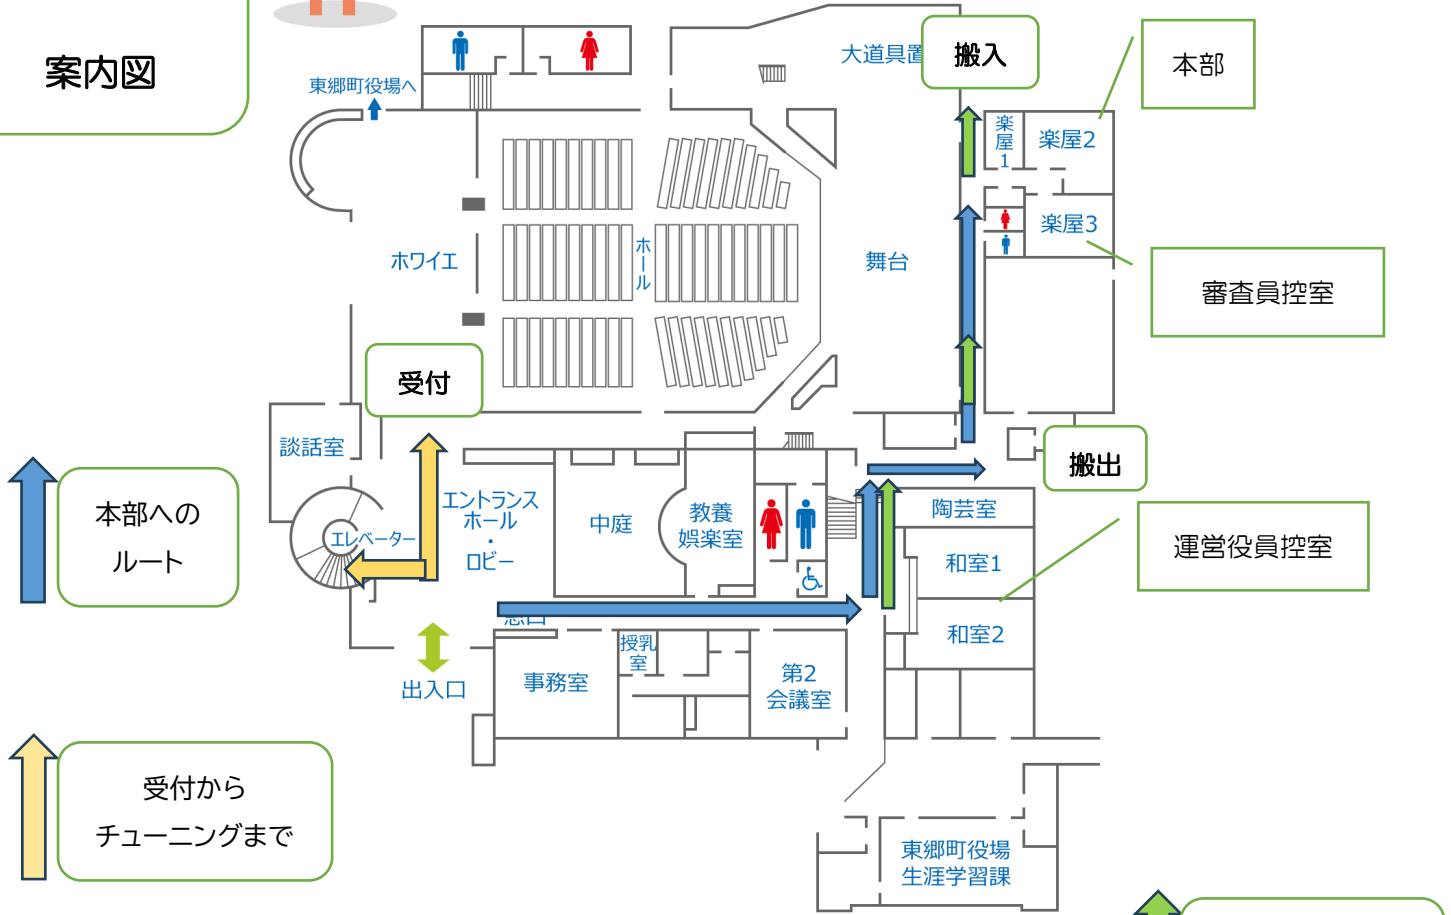 案内図
東郷町役場へ
大道具置
搬入
本部
楽屋1
楽屋2
楽屋3
ホワイエ
ホール
舞台
審査員控室
受付
談話室
搬出
本部への
ルート
エントランス
ホール
・
ロビー
中庭
教養
娯楽室
陶芸室
エレベーター
和室1
運営役員控室
和室2
授乳
室
事務室
第2
会議室
出入口
受付から
チューニングまで
東郷町役場
生涯学習課